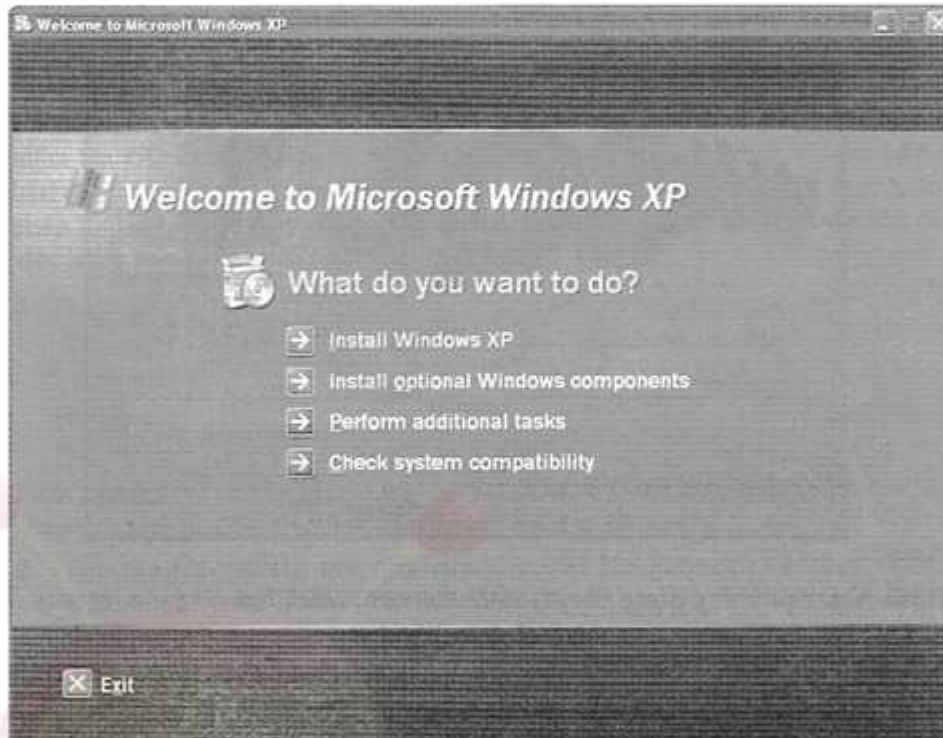 Welcome to Microsoft Windows XP
Welcome to Microsoft Windows XP
What do you want to do?
Install Windows XP
Install optional Windows components
Perform additional tasks
Check system compatibility
Exit